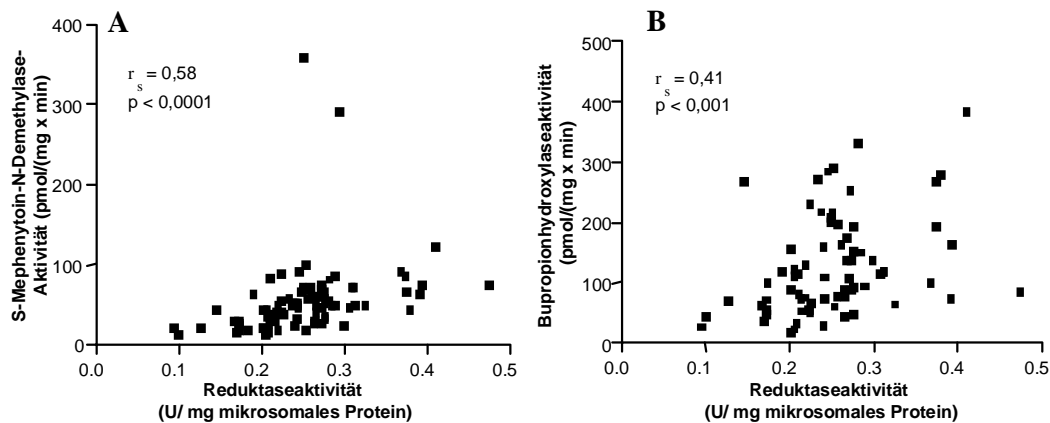 A
S-Mephenytoin-N-Demethylase-
Aktivität (pmol/(mg x min)
400
300
200
100
0
r s = 0,58
p < 0,0001
0.0 0.1 0.2 0.3 0.4 0.5
Reduktaseaktivität
(U/ mg mikrosomales Protein)
B
Bupropionhydroxylaseaktivität
(pmol/(mg x min)
500
400
300
200
100
0
r s = 0,41
p < 0,001
0.0 0.1 0.2 0.3 0.4 0.5
Reduktaseaktivität
(U/ mg mikrosomales Protein)